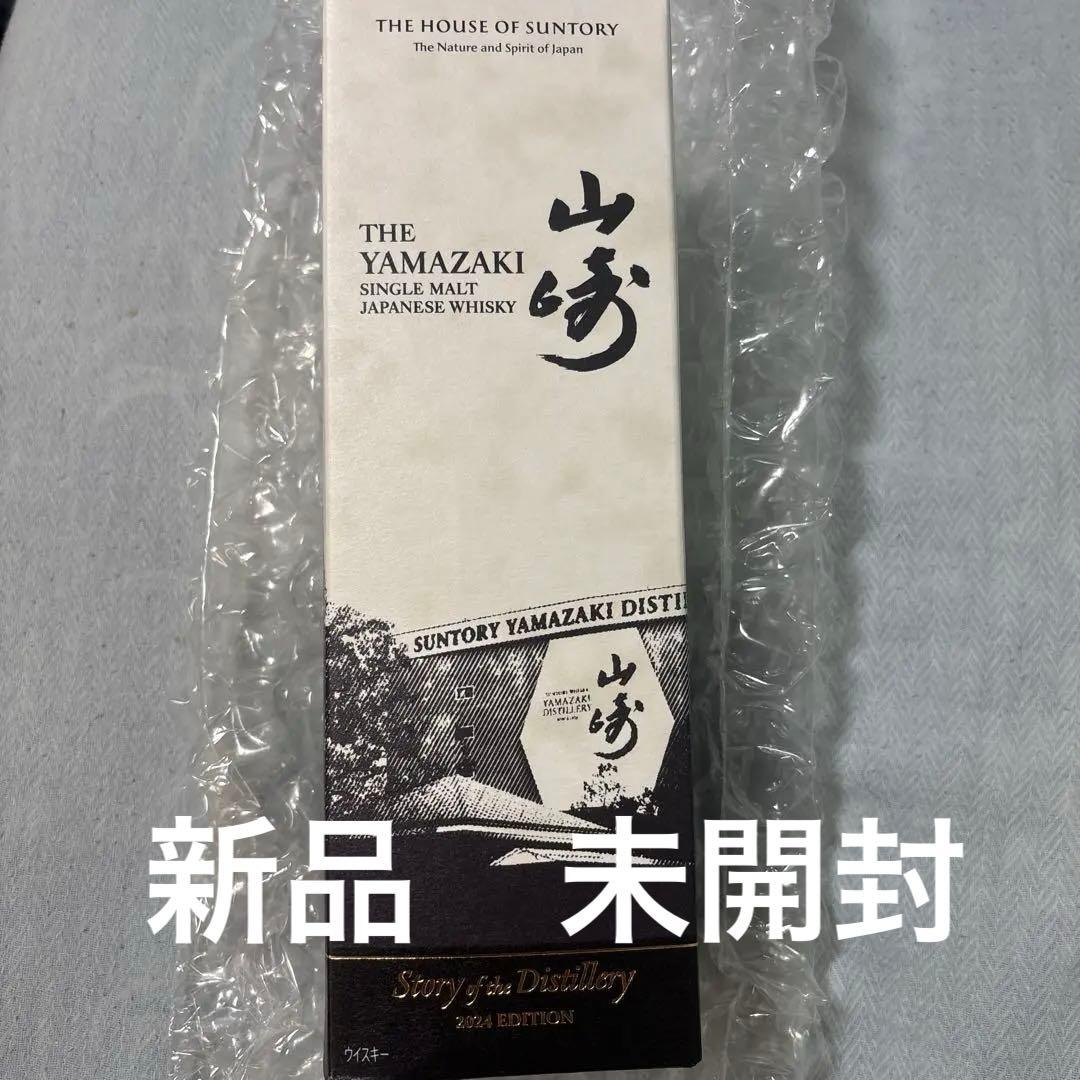 THE HOUSE OF SUNTORY
The Nature and Spirit of Japan
山崎
THE
YAMAZAKI
SINGLE MALT
JAPANESE WHISKY
SUNTORY YAMAZAKI DISTI
山崎
YAMAZAKI
DISTILLERY
新品 未開封
Story of the Distillery
2024 EDITION
ウイスキー